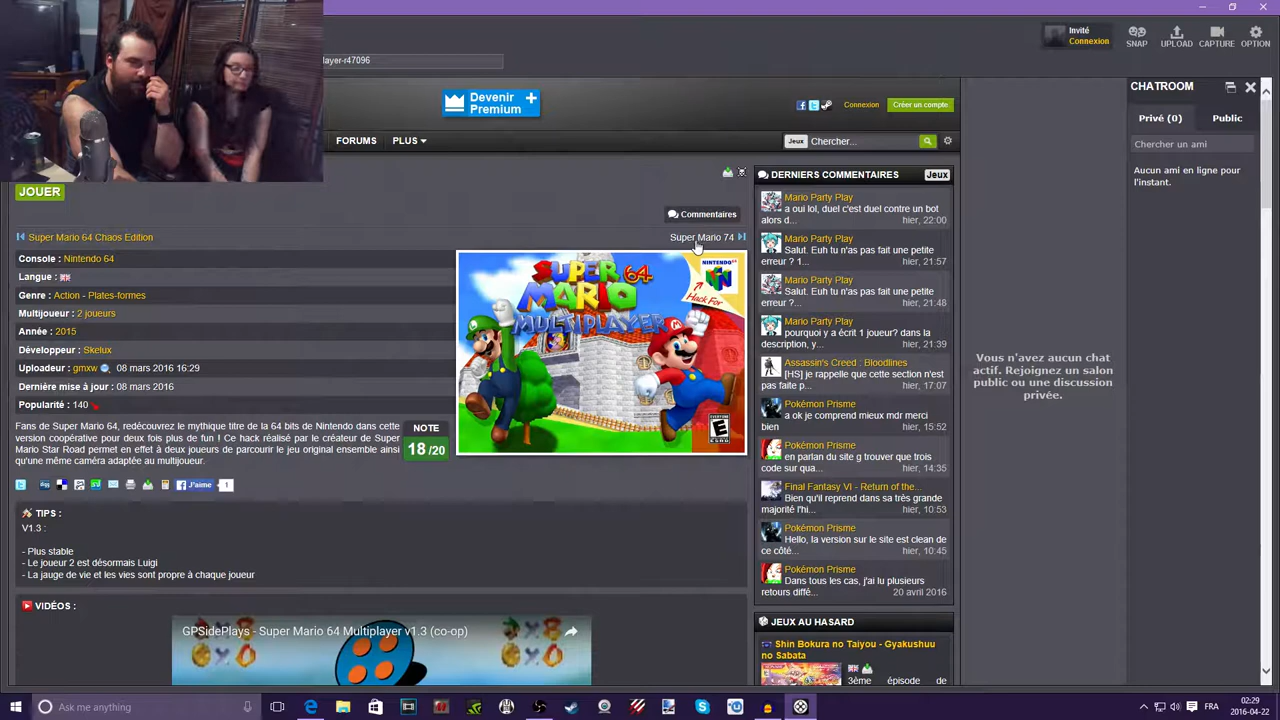 Invité
Connexion
SNAP
UPLOAD
CAPTURE
OPTION
layer-r47096
Devenir
Premium
Connexion
Créer un compte
FORUMS
PLUS
Jeux
Chercher...
JOUER
Commentaires
Super Mario 64 Chaos Edition
Super Mario 74
Console : Nintendo 64
Langue :
Genre : Action - Plates-formes
Multijoueur : 2 joueurs
Année : 2015
Développeur : Skelux
Uploadeur : gmxw 08 mars 2016 16:29
Derniére mise à jour : 08 mars 2016
Popularité : 140
Fans de Super Mario 64, redécouvrez le mythique titre de la 64 bits de Nintendo dans cette
version coopérative pour deux fois plus de fun ! Ce hack réalisé par le créateur de Super
Mario Star Road permet en effet à deux joueurs de parcourir le jeu original ensemble ainsi
qu'une même caméra adaptée au multijoueur.
NOTE
18/20
SUPER
MARIO
64
MULTIPLAYER
NINTENDO64
Hack For
EVERYONE
E
ESRB
J'aime
1
TIPS :
V1.3 :
- Plus stable
- Le joueur 2 est désormais Luigi
- La jauge de vie et les vies sont propre à chaque joueur
VIDÉOS :
GPSidePlays - Super Mario 64 Multiplayer v1.3 (co-op)
DERNIERS COMMENTAIRES
Jeux
Mario Party Play
a oui lol, duel c'est duel contre un bot
alors d...
hier, 22:00
Mario Party Play
Salut. Euh tu n'as pas fait une petite
erreur ? 1...
hier, 21:57
Mario Party Play
Salut. Euh tu n'as pas fait une petite
erreur ?...
hier, 21:48
Mario Party Play
pourquoi y a écrit 1 joueur? dans la
description, y...
hier, 21:39
Assassin's Creed : Bloodlines
[HS] je rappelle que cette section n'est
pas faite p...
hier, 17:07
Pokémon Prisme
a ok je comprend mieux mdr merci
bien
hier, 15:52
Pokémon Prisme
en parlan du site g trouver que trois
code sur qua...
hier, 14:35
Final Fantasy VI - Return of the...
Bien qu'il reprend dans sa très grande
majorité l'hi...
hier, 10:53
Pokémon Prisme
Hello, la version sur le site est clean de
ce côté...
hier, 10:45
Pokémon Prisme
Dans tous les cas, j'ai lu plusieurs
retours diffé...
20 avril 2016
JEUX AU HASARD
Shin Bokura no Taiyou - Gyakushuu
no Sabata
3ème épisode de
CHATROOM
Privé (0)
Public
Chercher un ami
Aucun ami en ligne pour
l'instant.
Vous n'avez aucun chat
actif. Rejoignez un salon
public ou une discussion
privée.
Ask me anything
FRA
02:29
2016-04-22